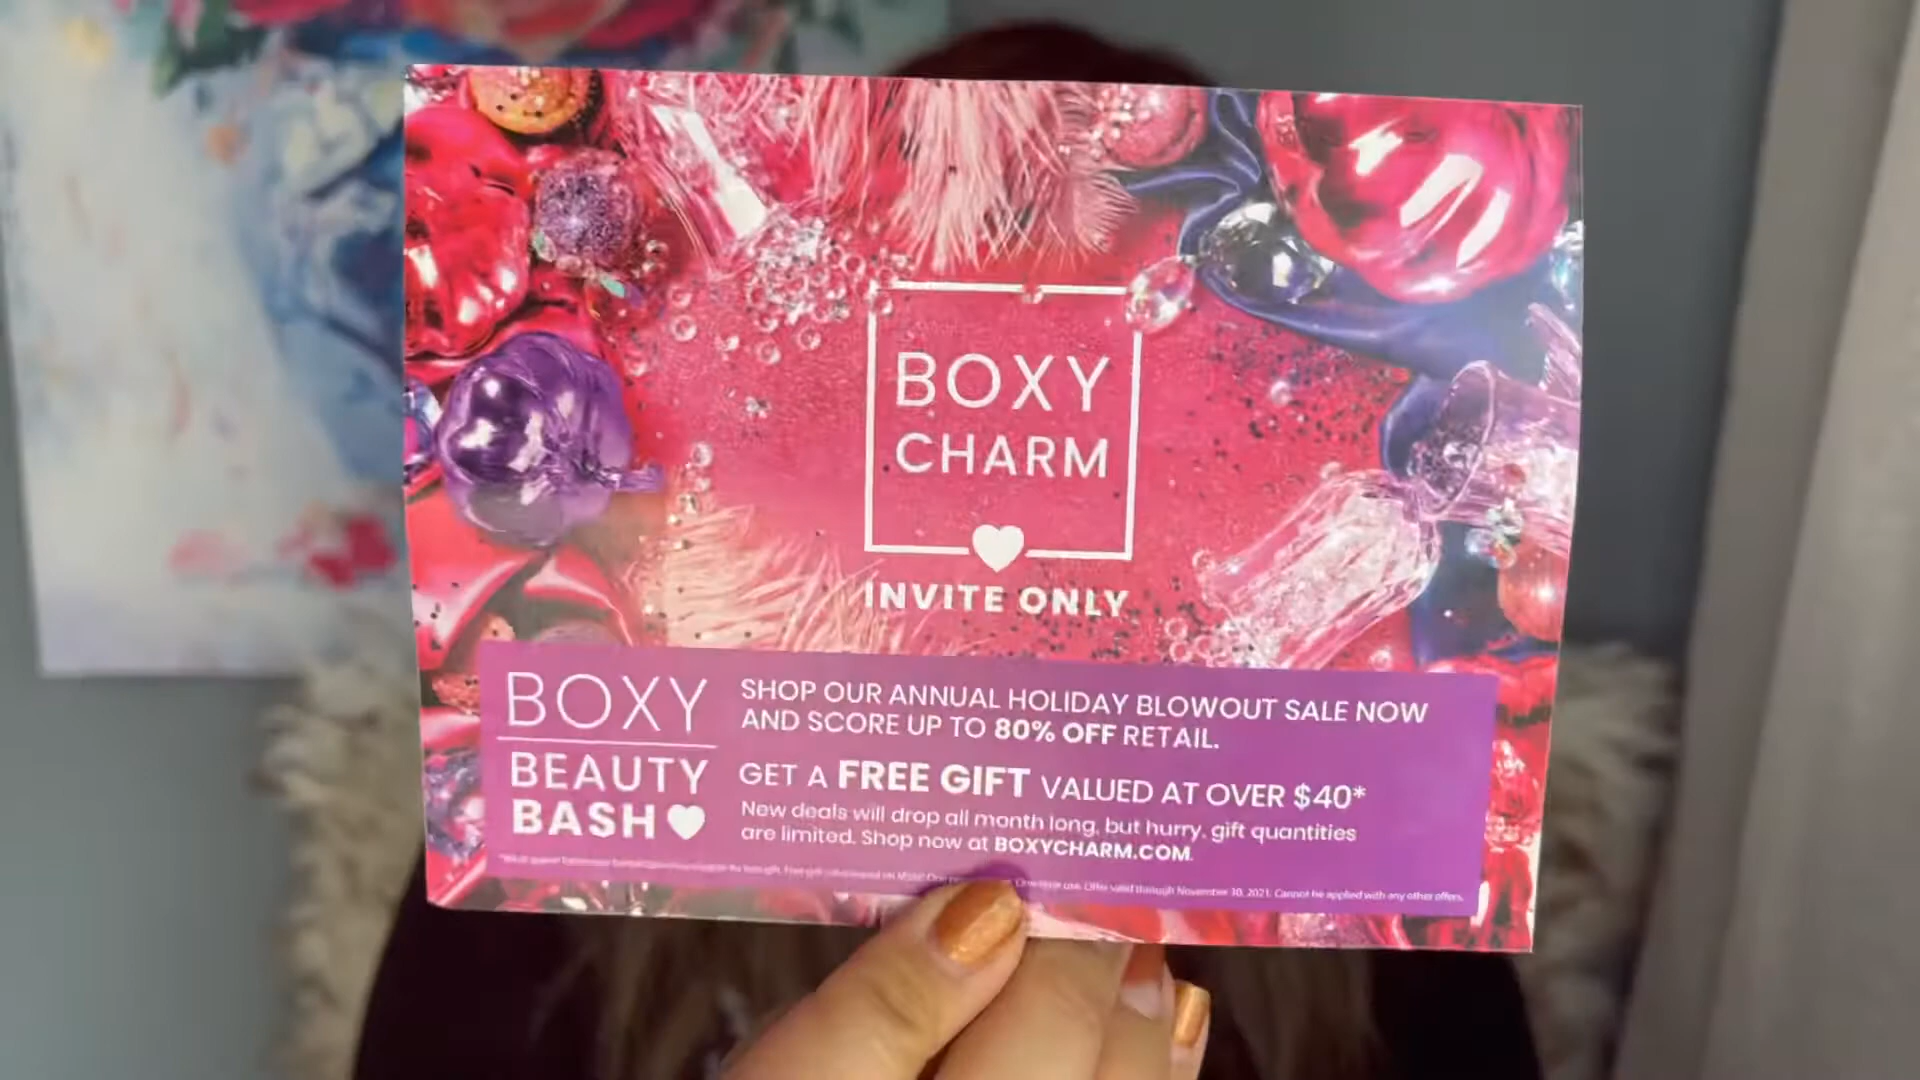 BOXY
CHARM
INVITE ONLY
BOXY
BEAUTY
BASH
SHOP OUR ANNUAL HOLIDAY BLOWOUT SALE NOW
AND SCORE UP TO 80% OFF RETAIL.
GET A FREE GIFT VALUED AT OVER $40*
New deals will drop all month long, but hurry, gift quantities
are limited. Shop now at BOXYCHARM.COM.
One time use. Offer valid through November 30, 2021. Cannot be applied with any other offers.